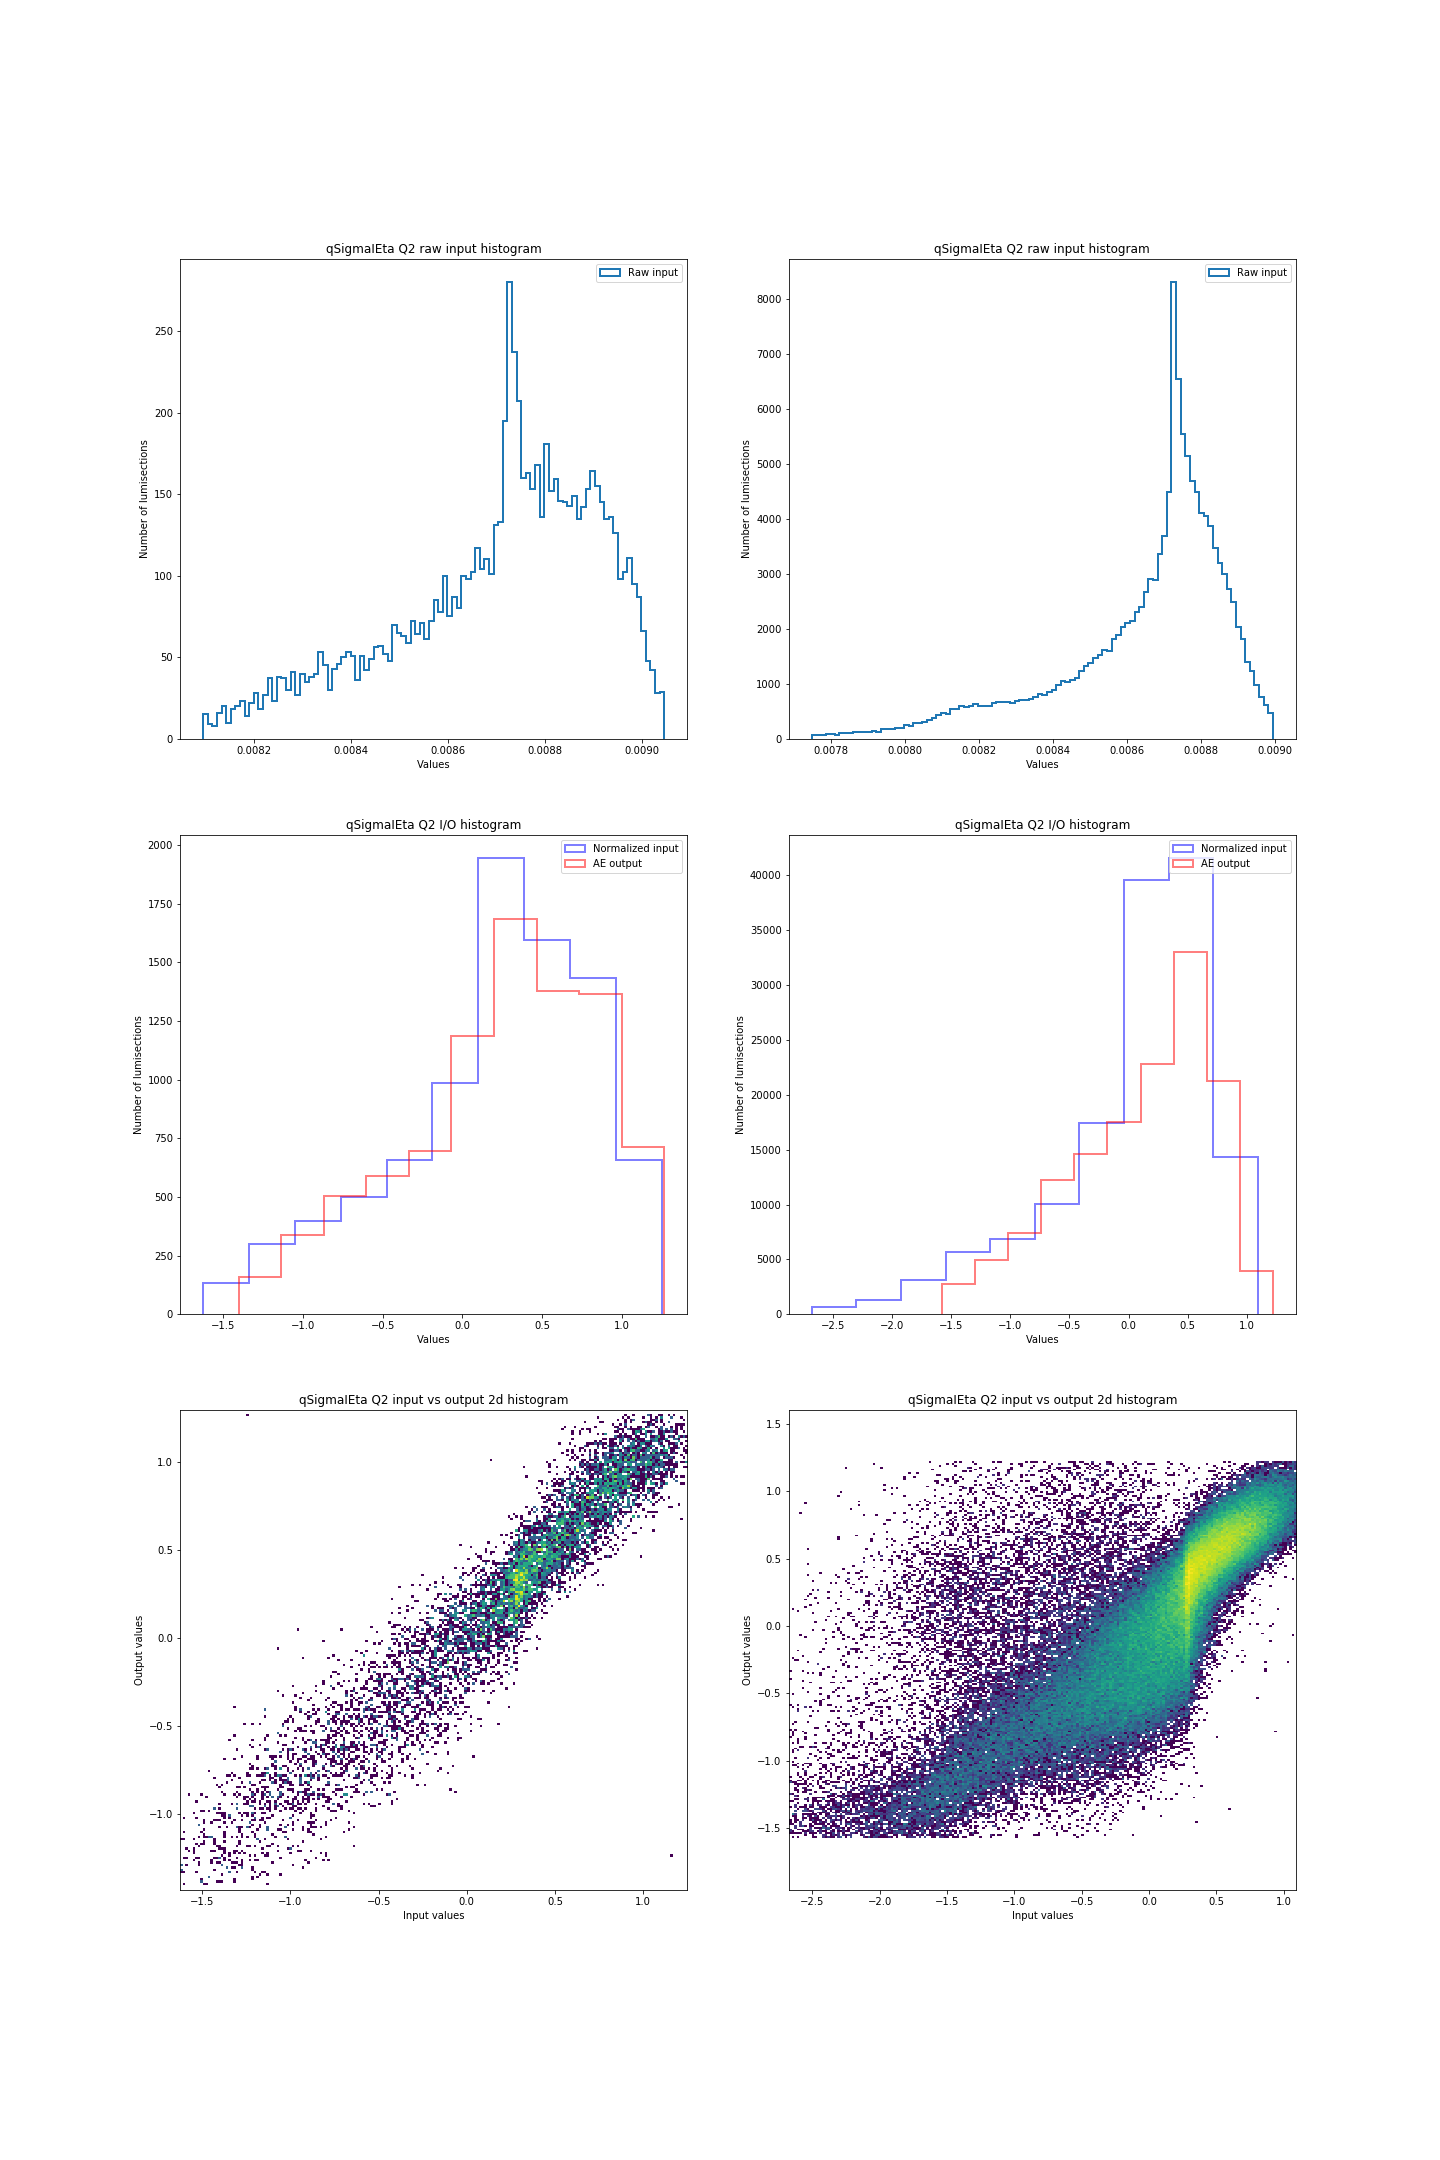 qSigmaIEta Q2 raw input histogram
Raw input
Number of lumisections
250
200
150
100
50
0
0.0082 0.0084 0.0086 0.0088 0.0090
Values
qSigmaIEta Q2 raw input histogram
Raw input
Number of lumisections
8000
7000
6000
5000
4000
3000
2000
1000
0
0.0078 0.0080 0.0082 0.0084 0.0086 0.0088 0.0090
Values
qSigmaIEta Q2 I/O histogram
Normalized input
AE output
Number of lumisections
2000
1750
1500
1250
1000
750
500
250
0
−1.5 −1.0 −0.5 0.0 0.5 1.0
Values
qSigmaIEta Q2 I/O histogram
Normalized input
AE output
Number of lumisections
40000
35000
30000
25000
20000
15000
10000
5000
0
−2.5 −2.0 −1.5 −1.0 −0.5 0.0 0.5 1.0
Values
qSigmaIEta Q2 input vs output 2d histogram
Output values
1.0
0.5
0.0
−0.5
−1.0
−1.5 −1.0 −0.5 0.0 0.5 1.0
Input values
qSigmaIEta Q2 input vs output 2d histogram
Output values
1.5
1.0
0.5
0.0
−0.5
−1.0
−1.5
−2.5 −2.0 −1.5 −1.0 −0.5 0.0 0.5 1.0
Input values